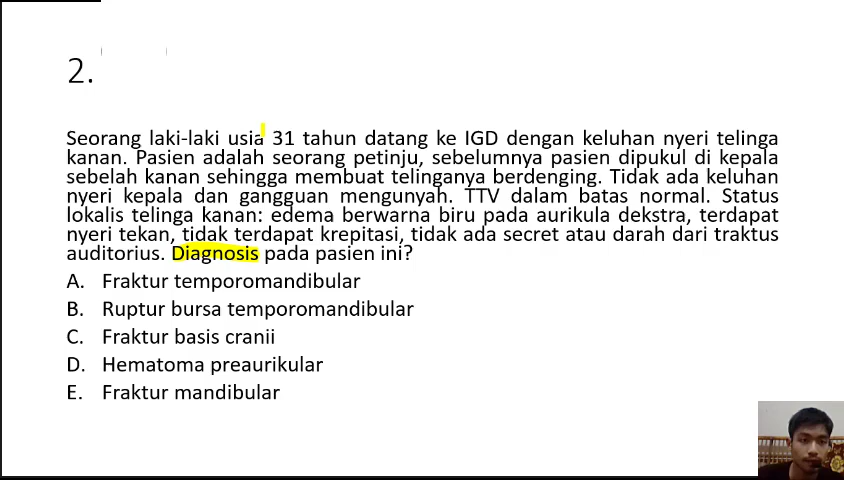 2.
Seorang laki-laki usia 31 tahun datang ke IGD dengan keluhan nyeri telinga
kanan. Pasien adalah seorang petinju, sebelumnya pasien dipukul di kepala
sebelah kanan sehingga membuat telinganya berdenging. Tidak ada keluhan
nyeri kepala dan gangguan mengunyah. TTV dalam batas normal. Status
lokalis telinga kanan: edema berwarna biru pada aurikula dekstra, terdapat
nyeri tekan, tidak terdapat krepitasi, tidak ada secret atau darah dari traktus
auditorius. Diagnosis pada pasien ini?
A. Fraktur temporomandibular
B. Ruptur bursa temporomandibular
C. Fraktur basis cranii
D. Hematoma preaurikular
E. Fraktur mandibular